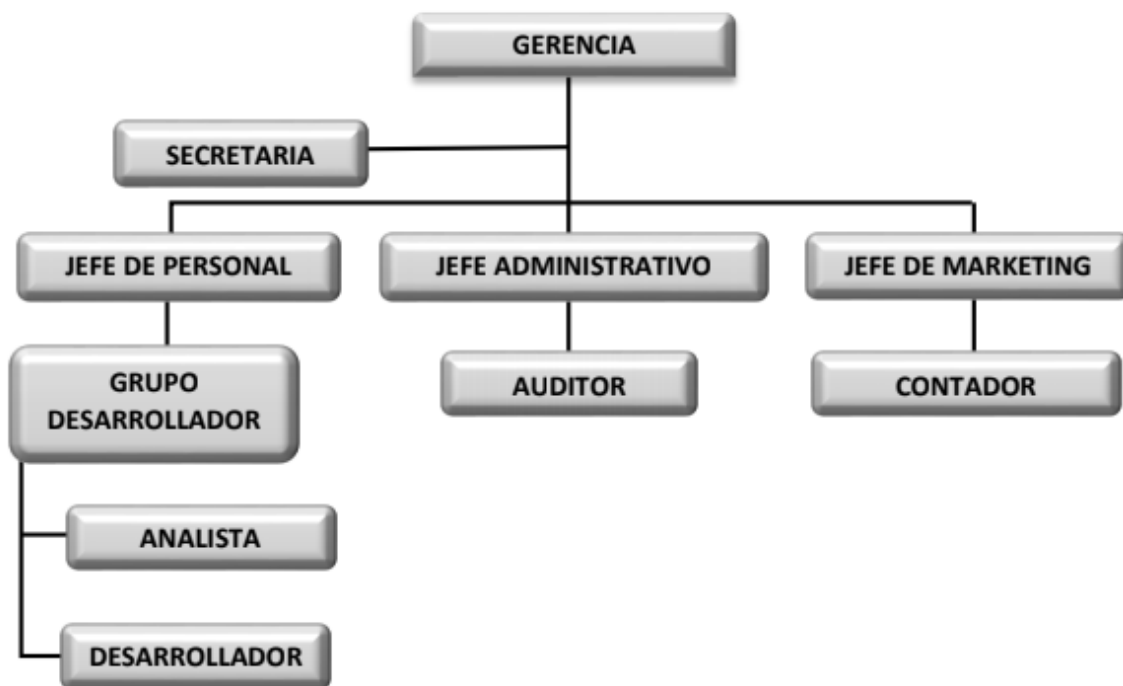 GERENCIA
SECRETARIA
JEFE DE PERSONAL
JEFE ADMINISTRATIVO
JEFE DE MARKETING
GRUPO
DESARROLLADOR
AUDITOR
CONTADOR
ANALISTA
DESARROLLADOR